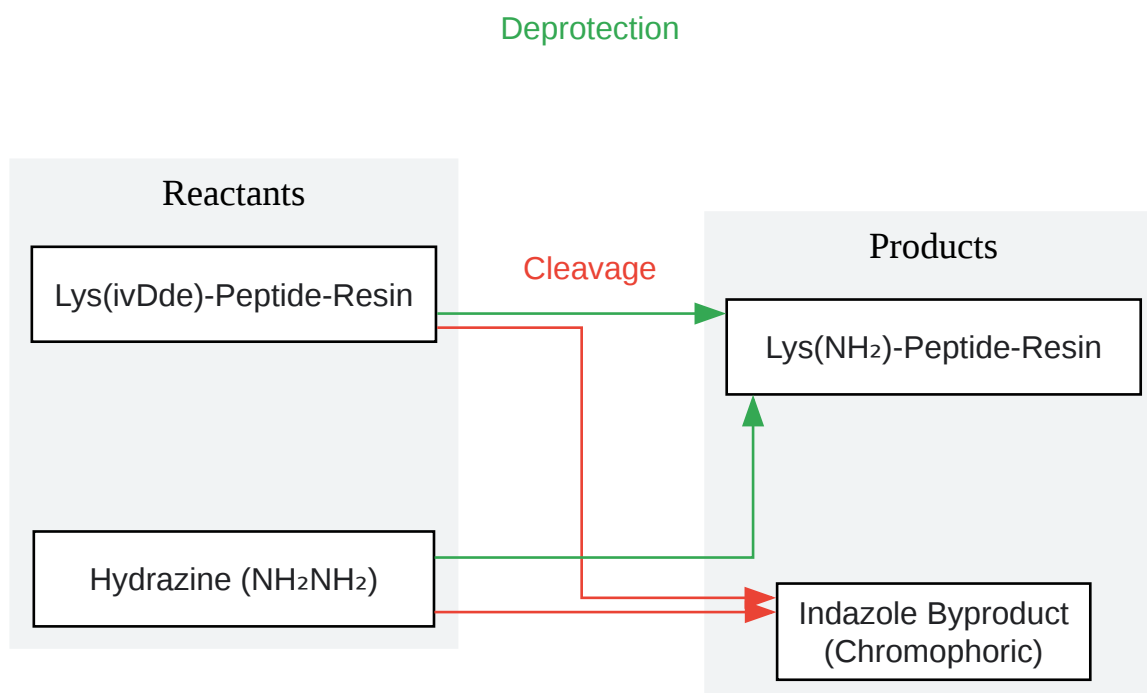 Deprotection
Reactants
Lys(ivDde)-Peptide-Resin
Hydrazine (NH₂NH₂)
Cleavage
Products
Lys(NH₂)-Peptide-Resin
Indazole Byproduct
(Chromophoric)